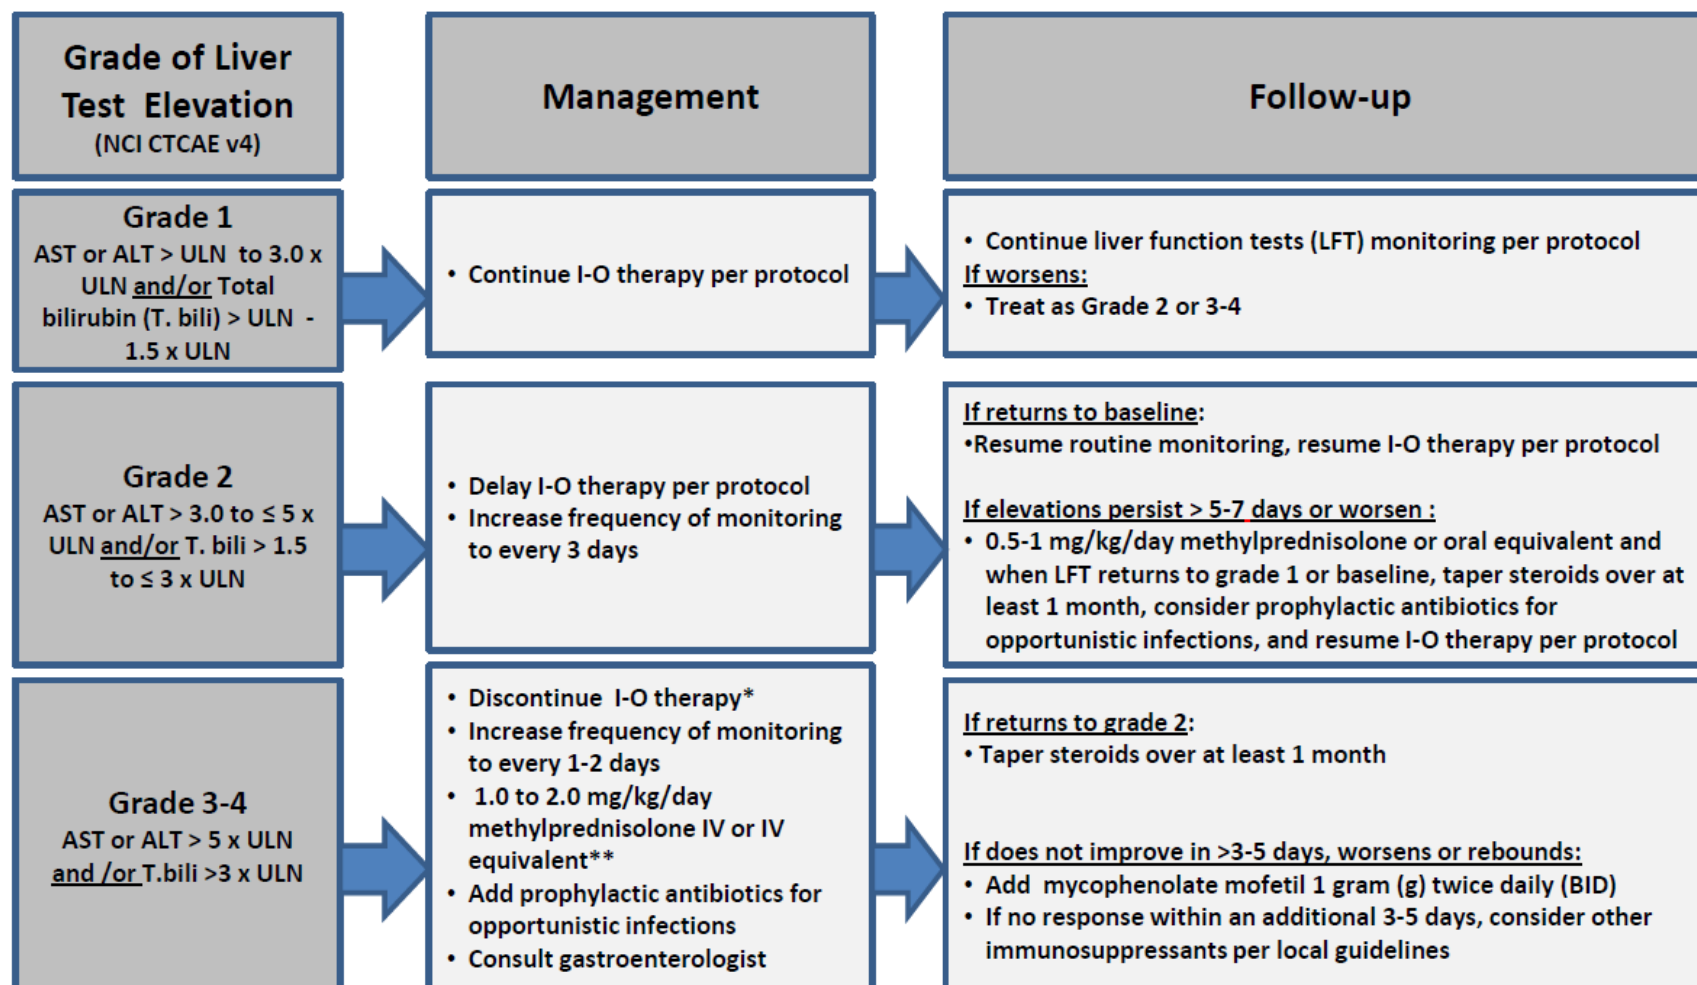 Grade of Liver
Test  Elevation
(NCI CTCAE v4)
Management
Follow-up
Grade 1
AST or ALT > ULN  to 3.0 x
ULN and/or Total
bilirubin (T. bili) > ULN  -
1.5 x ULN
• Continue I-O therapy per protocol
• Continue liver function tests (LFT) monitoring per protocol
If worsens:
• Treat as Grade 2 or 3-4
Grade 2
AST or ALT > 3.0 to ≤ 5 x
ULN and/or T. bili > 1.5
to ≤ 3 x ULN
• Delay I-O therapy per protocol
• Increase frequency of monitoring
to every 3 days
If returns to baseline:
•Resume routine monitoring, resume I-O therapy per protocol
If elevations persist > 5-7 days or worsen :
• 0.5-1 mg/kg/day methylprednisolone or oral equivalent and
when LFT returns to grade 1 or baseline, taper steroids over at
least 1 month, consider prophylactic antibiotics for
opportunistic infections, and resume I-O therapy per protocol
Grade 3-4
AST or ALT > 5 x ULN
and /or T.bili >3 x ULN
• Discontinue  I-O therapy*
• Increase frequency of monitoring
to every 1-2 days
•  1.0 to 2.0 mg/kg/day
methylprednisolone IV or IV
equivalent**
• Add prophylactic antibiotics for
opportunistic infections
• Consult gastroenterologist
If returns to grade 2:
• Taper steroids over at least 1 month
If does not improve in >3-5 days, worsens or rebounds:
• Add  mycophenolate mofetil 1 gram (g) twice daily (BID)
• If no response within an additional 3-5 days, consider other
immunosuppressants per local guidelines